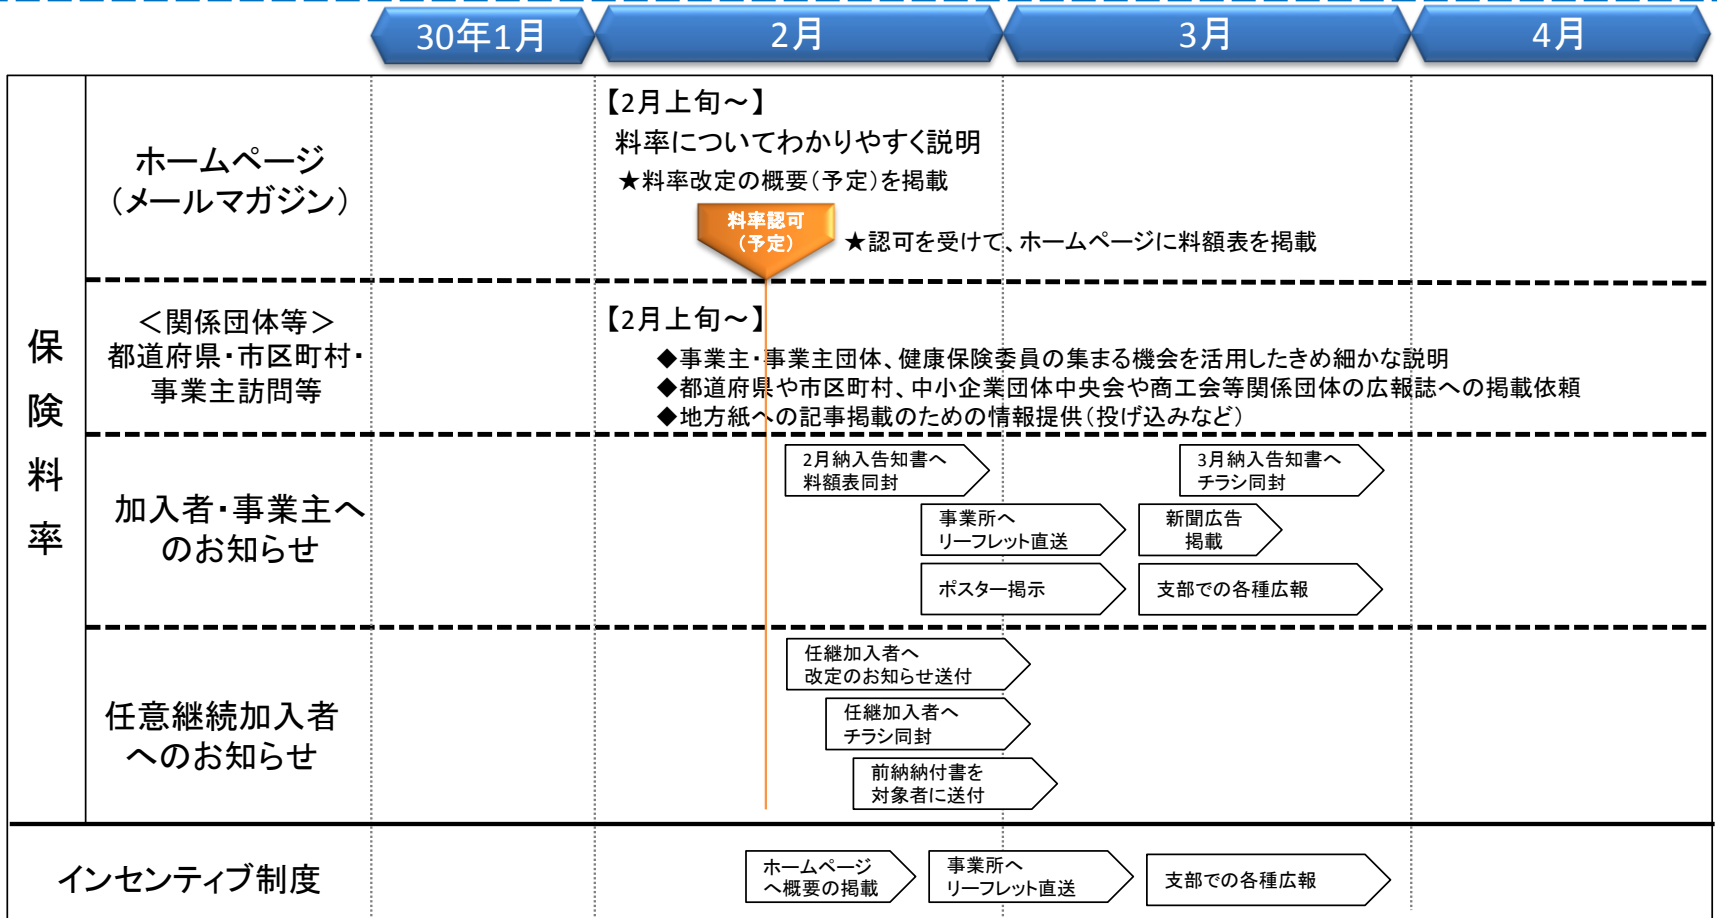 30年1月
2月
3月
4月
保険料率
ホームページ
（メールマガジン）
【2月上旬～】
料率についてわかりやすく説明
★料率改定の概要（予定）を掲載
料率認可
（予定）
★認可を受けて、ホームページに料額表を掲載
＜関係団体等＞
都道府県・市区町村・
事業主訪問等
【2月上旬～】
◆事業主・事業主団体、健康保険委員の集まる機会を活用したきめ細かな説明
◆都道府県や市区町村、中小企業団体中央会や商工会等関係団体の広報誌への掲載依頼
◆地方紙への記事掲載のための情報提供（投げ込みなど）
加入者・事業主へ
のお知らせ
2月納入告知書へ
料額表同封
3月納入告知書へ
チラシ同封
事業所へ
リーフレット直送
新聞広告
掲載
ポスター掲示
支部での各種広報
任意継続加入者
へのお知らせ
任継加入者へ
改定のお知らせ送付
任継加入者へ
チラシ同封
前納納付書を
対象者に送付
インセンティブ制度
ホームページ
へ概要の掲載
事業所へ
リーフレット直送
支部での各種広報